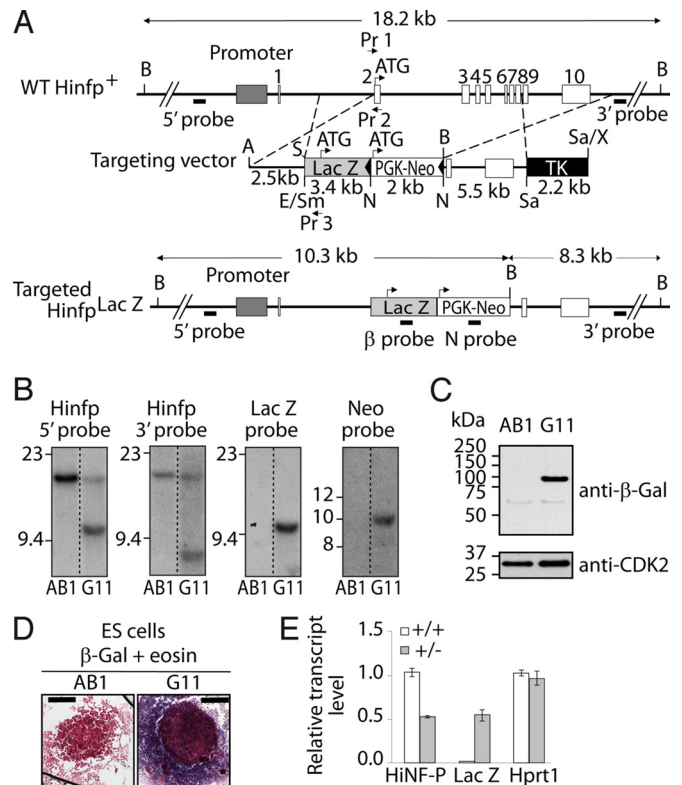 A
18.2 kb
Pr 1
Promoter
B 1 2 ATG 3 4 5 6 7 8 9 10 B
WT Hinfp+
5' probe
Pr 2
3' probe
A S ATG ATG B Sa/X
Targeting vector
Lac Z PGK-Neo TK
2.5kb 3.4 kb 2 kb 5.5 kb 2.2 kb
E/Sm N N Sa
Pr 3
10.3 kb 8.3 kb
Promoter
B B B
Targeted
Hinfp Lac Z
Lac Z PGK-Neo
5' probe
β probe N probe
3' probe
B
Hinfp 5' probe
Hinfp 3' probe
Lac Z probe
Neo probe
23
9.4
AB1 G11
23
9.4
AB1 G11
23
9.4
AB1 G11
12
10
8
AB1 G11
C
kDa AB1 G11
250
150
100
75
50
anti-β-Gal
37
25
anti-CDK2
D
ES cells
β-Gal + eosin
AB1 G11
E
Relative transcript level
1.5
1.0
0.5
0.0
+/+
+/-
HiNF-P Lac Z Hprt1